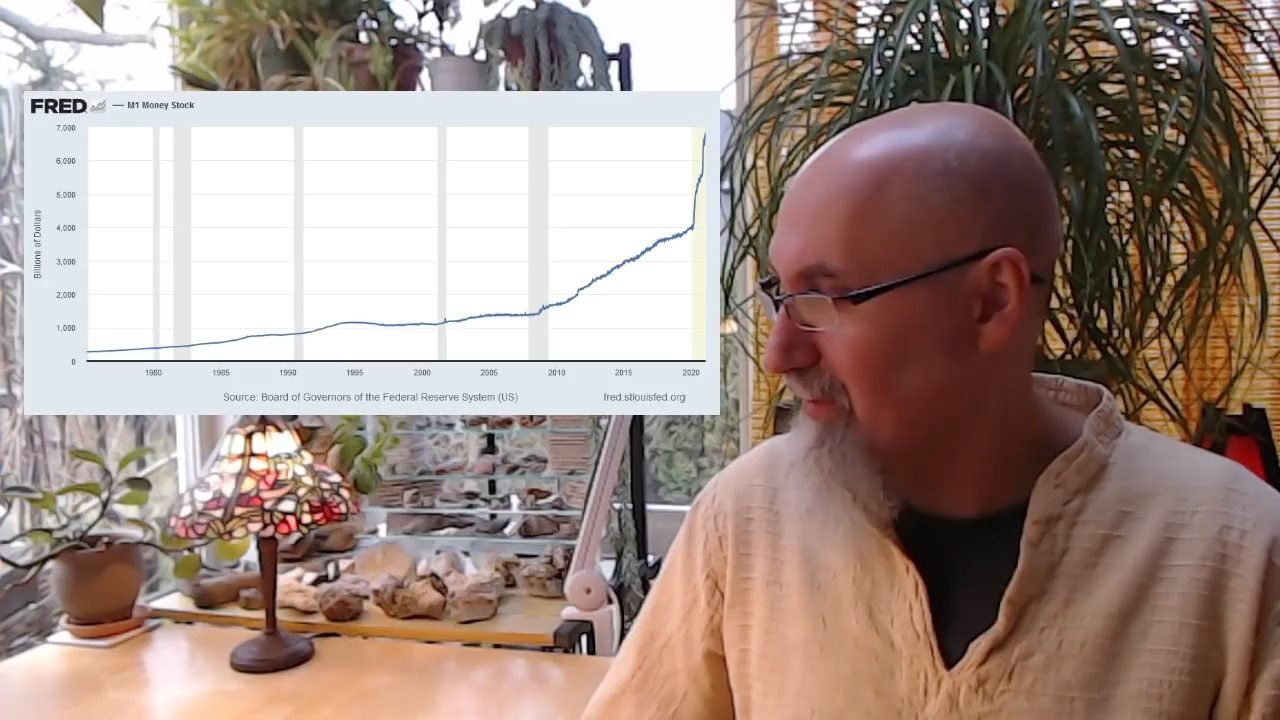 FRED — M1 Money Stock
7,000
6,000
5,000
4,000
3,000
2,000
1,000
0
Billions of Dollars
1980 1985 1990 1995 2000 2005 2010 2015 2020
Source: Board of Governors of the Federal Reserve System (US) fred.stlouisfed.org